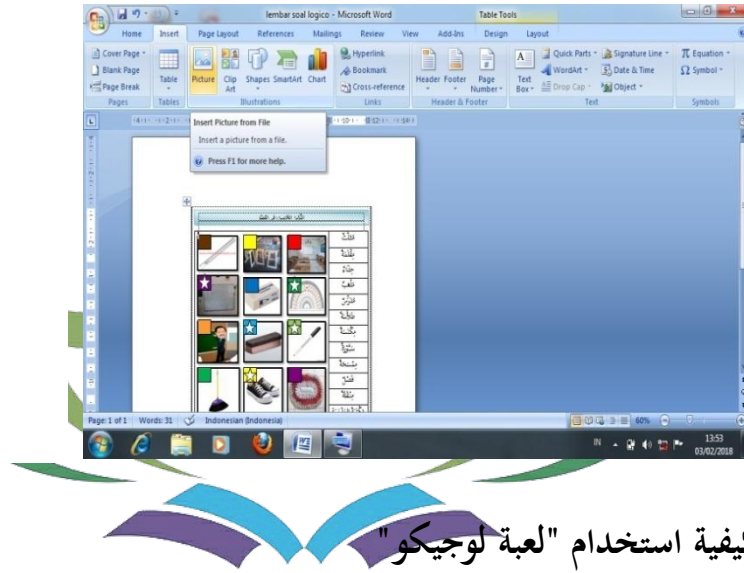 lembar soal logico - Microsoft Word
Table Tools
Home Insert Page Layout References Mailings Review View Add-Ins Design Layout
Cover Page
Blank Page
Page Break
Table
Picture
Clip Art
Shapes SmartArt Chart
Hyperlink
Bookmark
Cross-reference
Header Footer
Page Number
Text Box
Quick Parts
WordArt
Drop Cap
Signature Line
Date & Time
Object
Equation
Symbol
Pages Tables Illustrations Links Header & Footer Text Symbols
Insert Picture from File
Insert a picture from a file.
Press F1 for more help.
Page: 1 of 1 Words: 31 Indonesian (Indonesia) 60%
IN 13:53
03/02/2018
كيفية استخدام "لعبة لوجيكو"